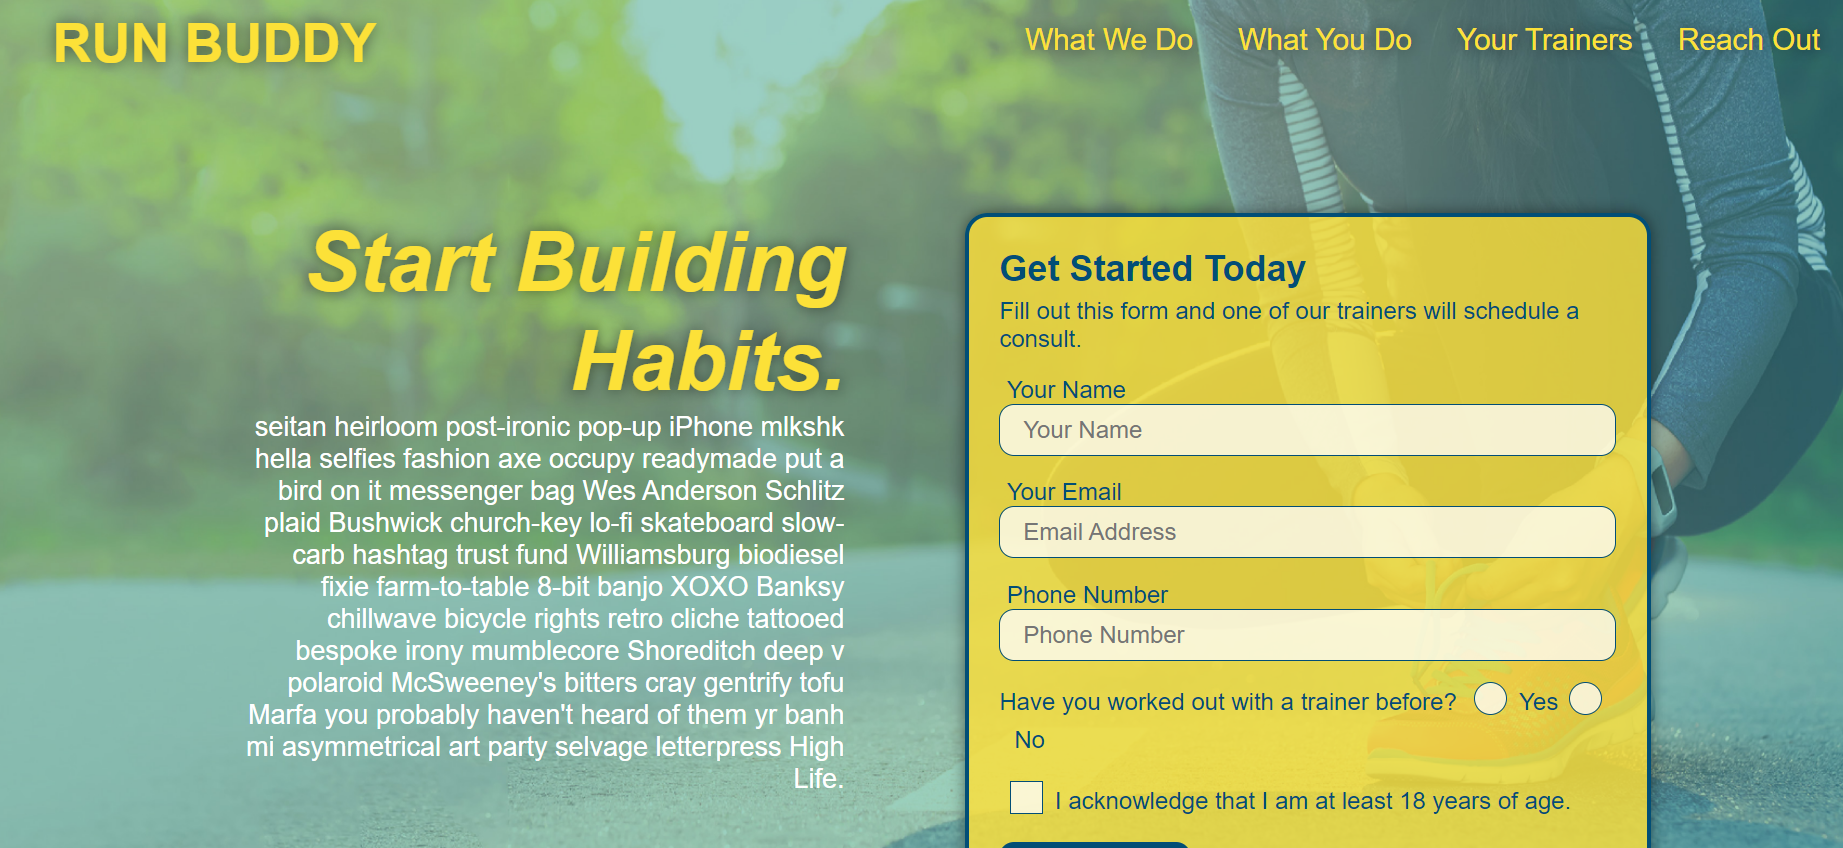 RUN BUDDY
What We Do What You Do Your Trainers Reach Out
Start Building
Habits.
seitan heirloom post-ironic pop-up iPhone mlkshk
hella selfies fashion axe occupy readymade put a
bird on it messenger bag Wes Anderson Schlitz
plaid Bushwick church-key lo-fi skateboard slow-
carb hashtag trust fund Williamsburg biodiesel
fixie farm-to-table 8-bit banjo XOXO Banksy
chillwave bicycle rights retro cliche tattooed
bespoke irony mumblecore Shoreditch deep v
polaroid McSweeney's bitters cray gentrify tofu
Marfa you probably haven't heard of them yr banh
mi asymmetrical art party selvage letterpress High
Life.
Get Started Today
Fill out this form and one of our trainers will schedule a
consult.
Your Name
Your Name
Your Email
Email Address
Phone Number
Phone Number
Have you worked out with a trainer before? Yes
No
I acknowledge that I am at least 18 years of age.